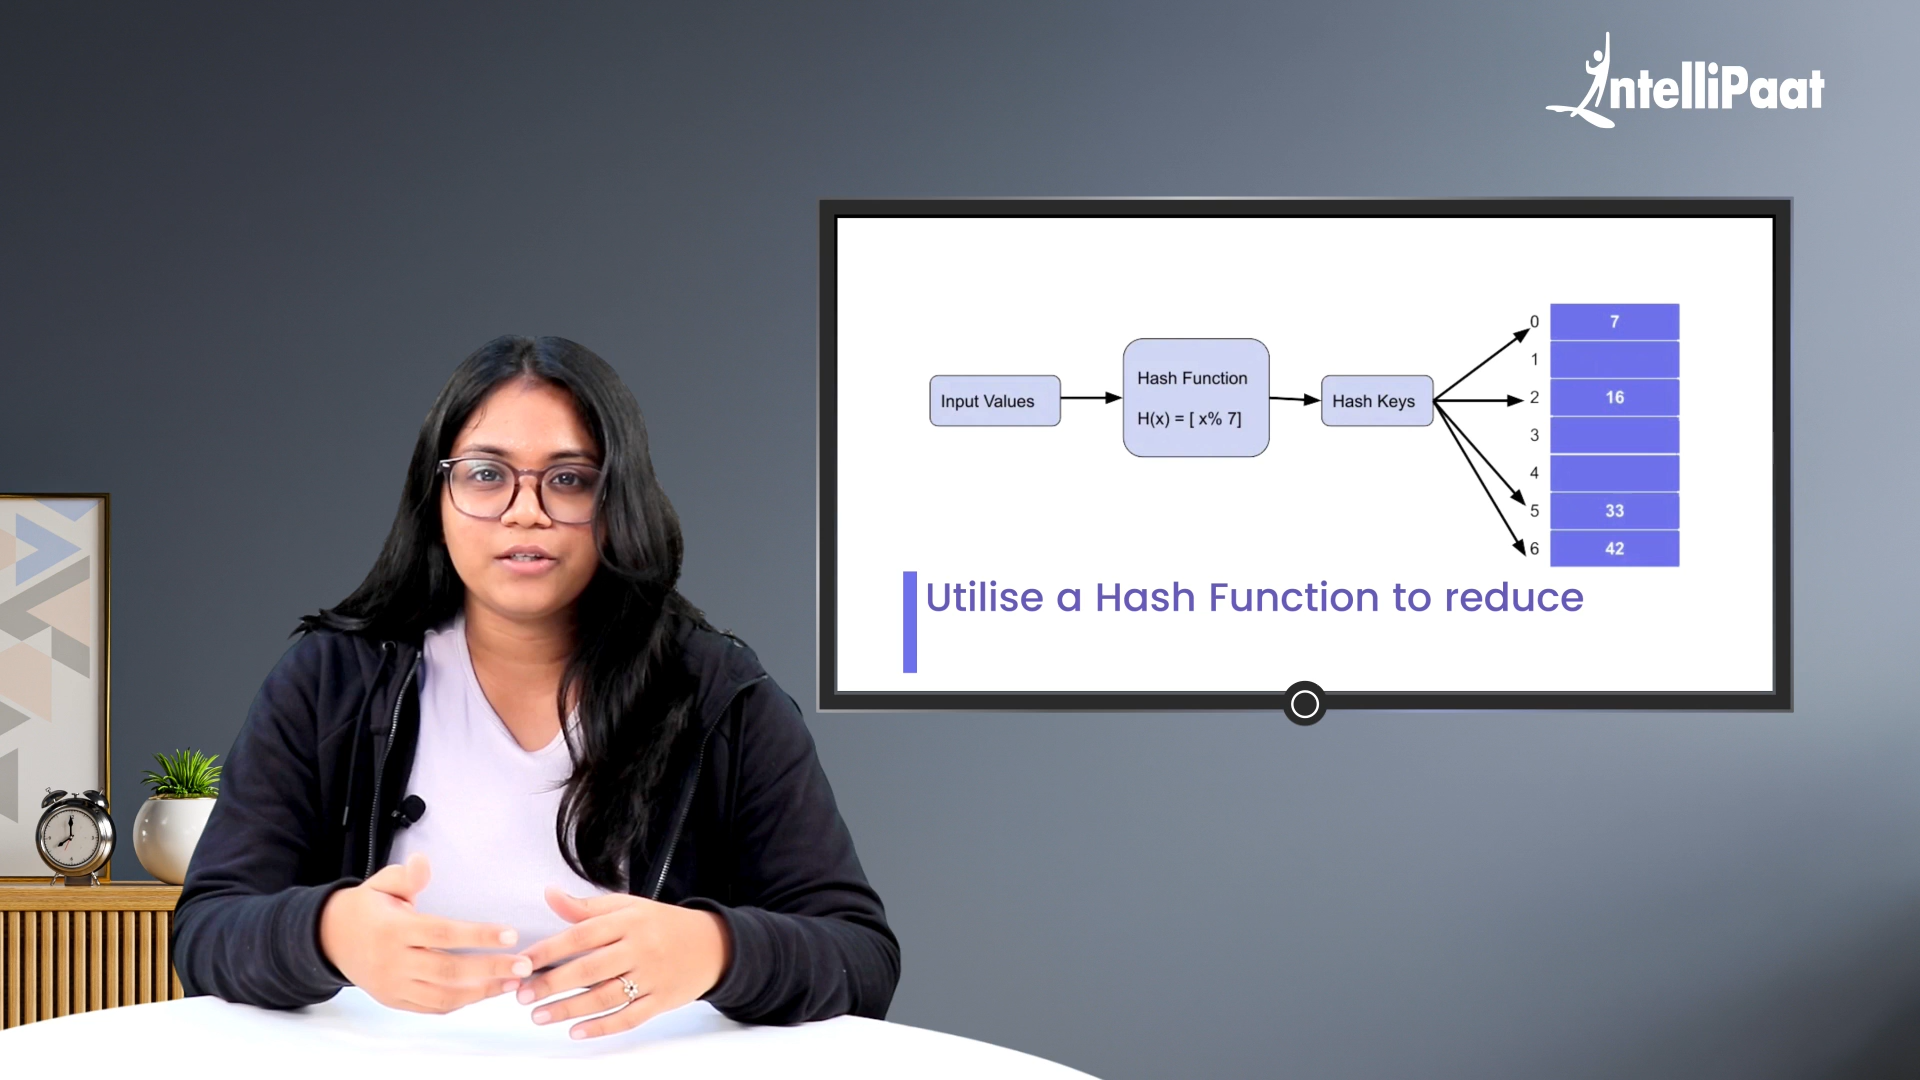 IntelliPaat
Input Values
Hash Function
H(x) = [ x% 7]
Hash Keys
0 7
1
2 16
3
4
5 33
6 42
Utilise a Hash Function to reduce